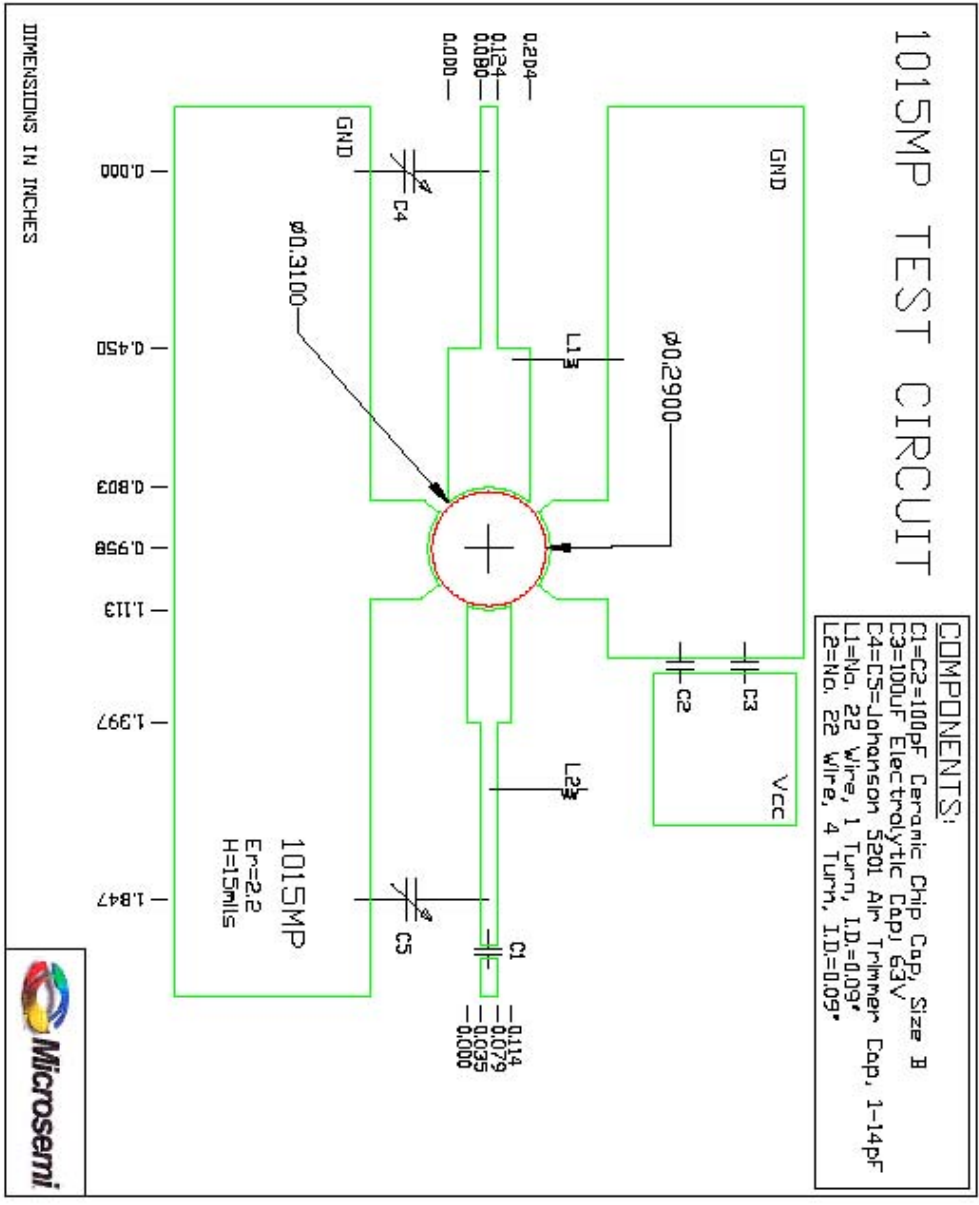 1015MP TEST CIRCUIT
COMPONENTS:
C1=C2=100pF Ceramic Chip Cap, Size B
C3=100uF Electrolytic Cap; 63V
C4=C5=Johanson 5201 Air Trimmer Cap, 1-14pF
L1=No. 22 Wire, 1 Turn, I.D.=0.09"
L2=No. 22 Wire, 4 Turn, I.D.=0.09"
GND
Vcc
C3
C2
0.204
0.124
0.080
0.000
Ø0.2900
L1
L2
C1
0.114
0.079
0.035
0.000
GND
C4
Ø0.3100
C5
1015MP
Er=2.2
H=15mils
0.000
0.450
0.803
0.958
1.113
1.397
1.847
DIMENSIONS IN INCHES
Microsemi